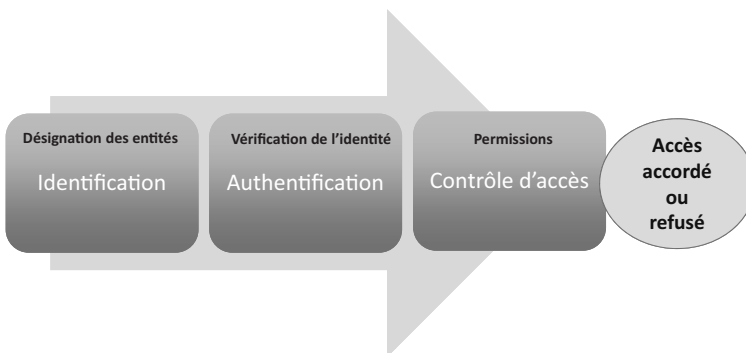 Désignation des entités
Identification
Vérification de l'identité
Authentification
Permissions
Contrôle d'accès
Accès
accordé
ou
refusé